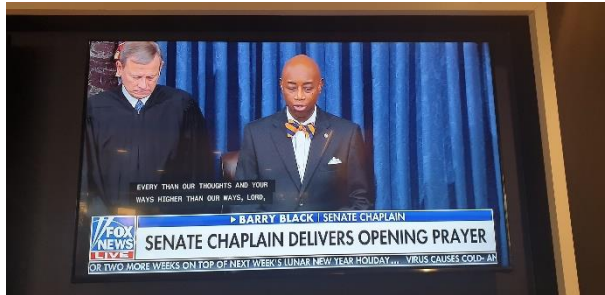 EVERY THAN OUR THOUGHTS AND YOUR
WAYS HIGHER THAN OUR WAYS, LORD,
BARRY BLACK | SENATE CHAPLAIN
FOX
NEWS
LIVE
SENATE CHAPLAIN DELIVERS OPENING PRAYER
OR TWO MORE WEEKS ON TOP OF NEXT WEEK'S LUNAR NEW YEAR HOLIDAY... VIRUS CAUSES COLD- AN